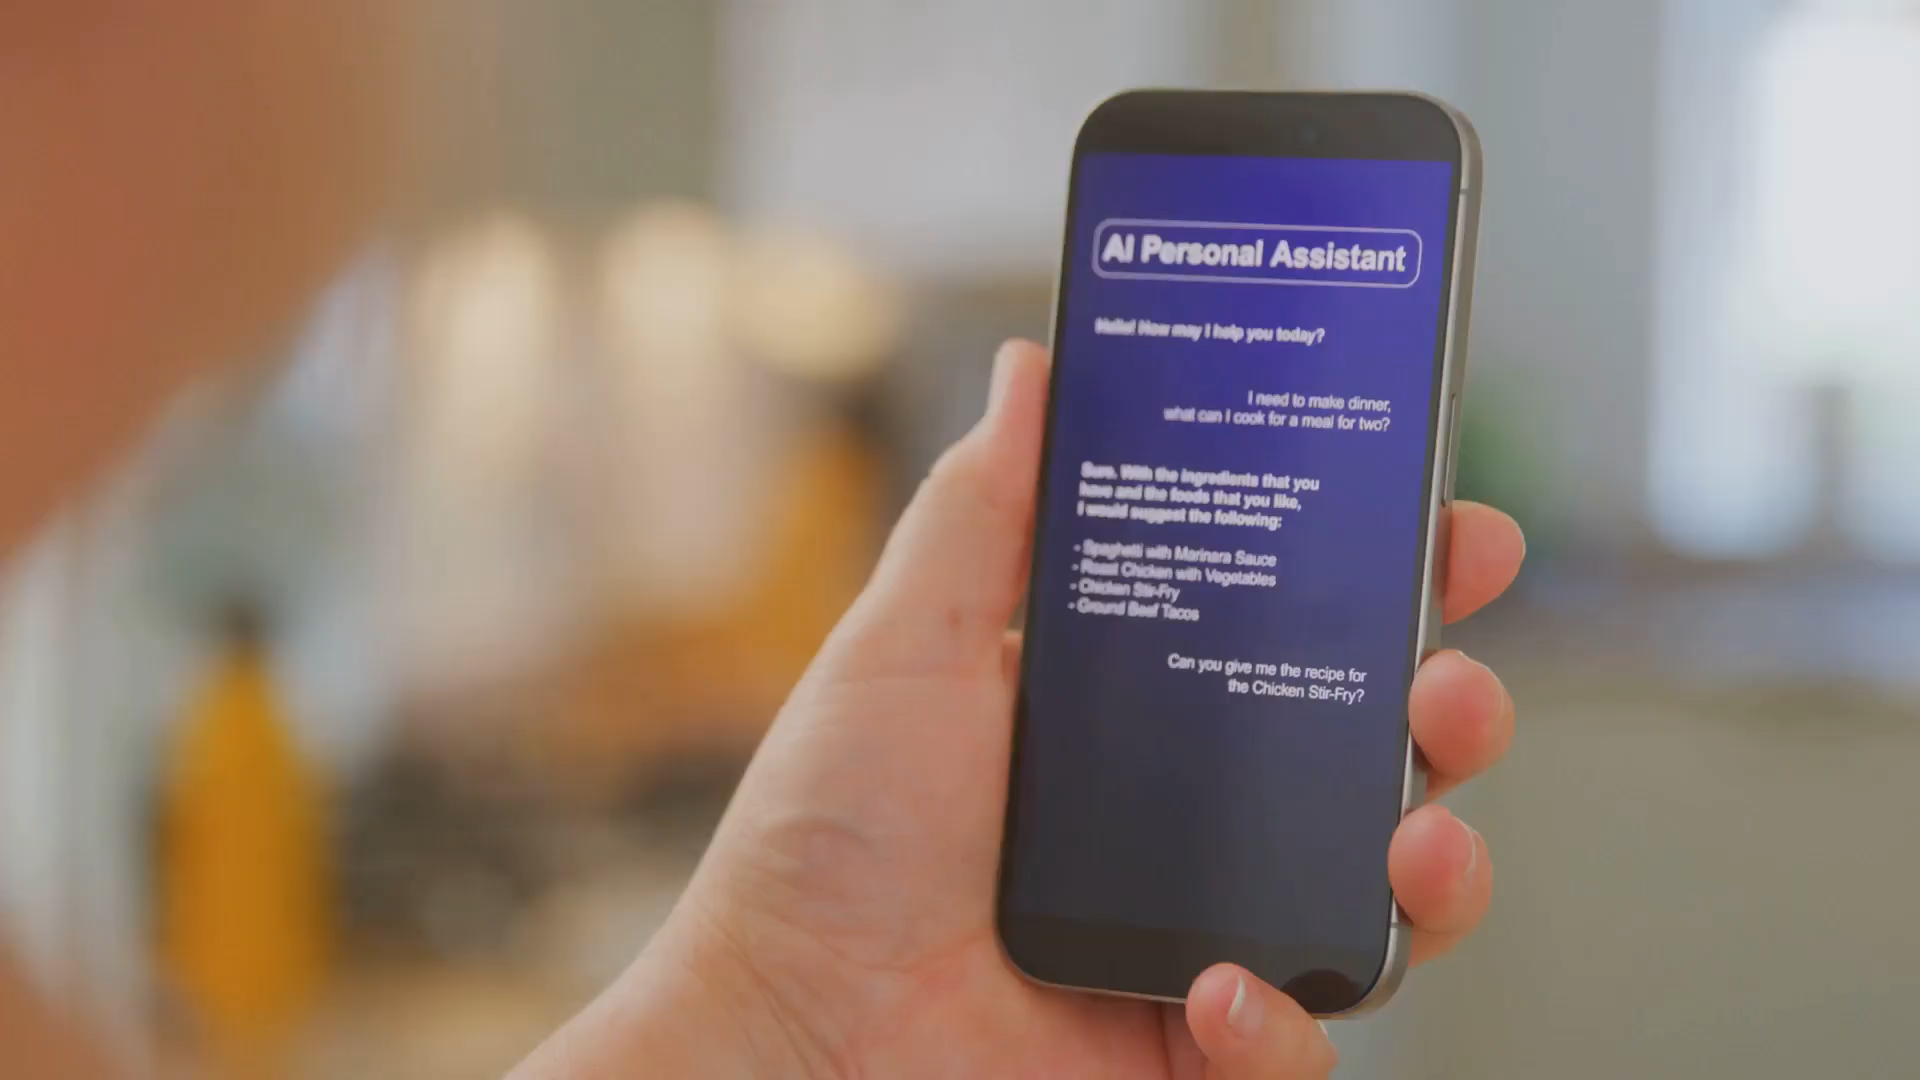 AI Personal Assistant
Hello! How may I help you today?
I need to make dinner,
what can I cook for a meal for two?
Sure. With the ingredients that you
have and the foods that you like,
I would suggest the following:
- Spaghetti with Marinara Sauce
- Roast Chicken with Vegetables
- Chicken Stir-Fry
- Ground Beef Tacos
Can you give me the recipe for
the Chicken Stir-Fry?